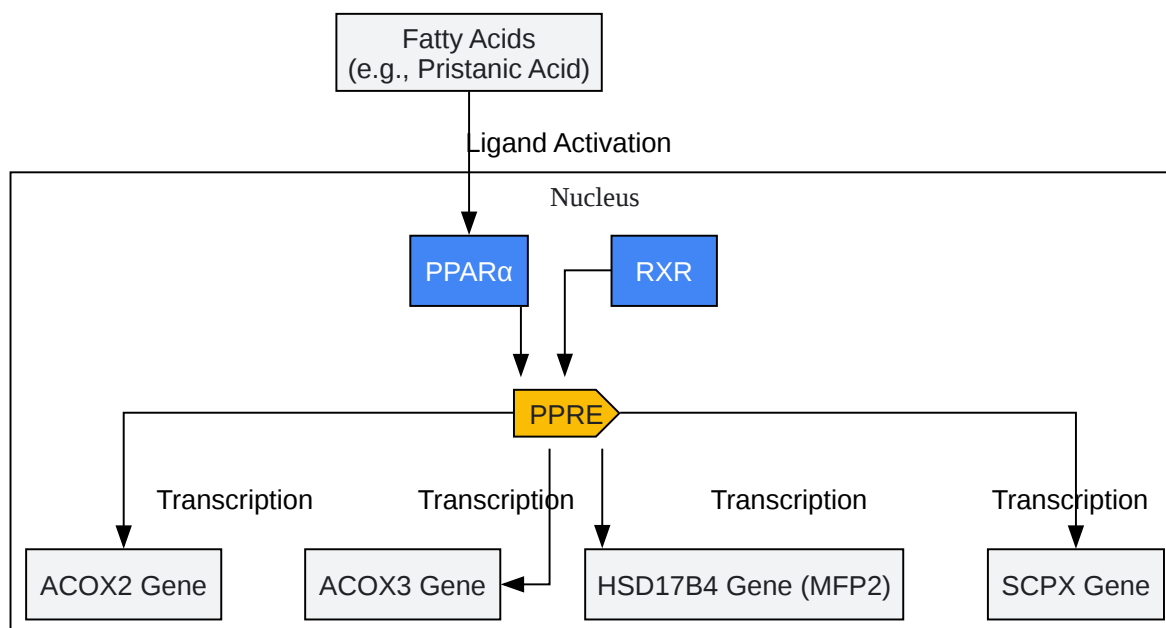 Fatty Acids
(e.g., Pristanic Acid)
Ligand Activation
Nucleus
PPARα
RXR
PPRE
Transcription
Transcription
Transcription
Transcription
ACOX2 Gene
ACOX3 Gene
HSD17B4 Gene (MFP2)
SCPX Gene